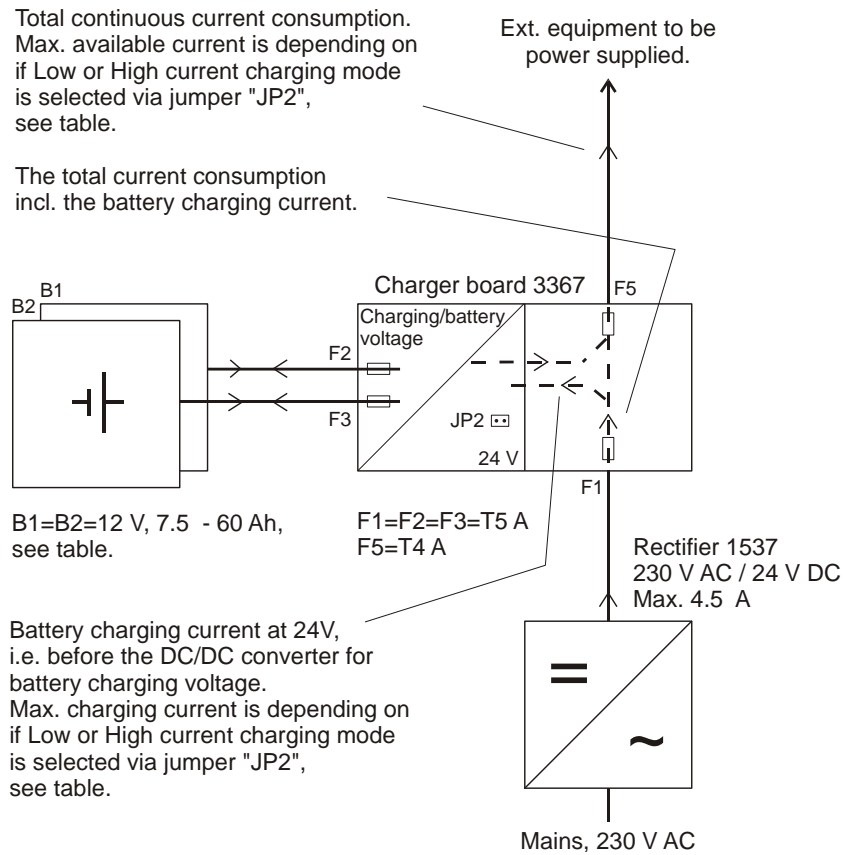 Total continuous current consumption.
Max. available current is depending on
if Low or High current charging mode
is selected via jumper "JP2",
see table.
Ext. equipment to be
power supplied.
The total current consumption
incl. the battery charging current.
Charger board 3367
F5
B1
B2
Charging/battery
voltage
F2
F3
JP2
24 V
F1
B1=B2=12 V, 7.5 - 60 Ah,
see table.
F1=F2=F3=T5 A
F5=T4 A
Rectifier 1537
230 V AC / 24 V DC
Max. 4.5 A
Battery charging current at 24V,
i.e. before the DC/DC converter for
battery charging voltage.
Max. charging current is depending on
if Low or High current charging mode
is selected via jumper "JP2",
see table.
=
~
Mains, 230 V AC